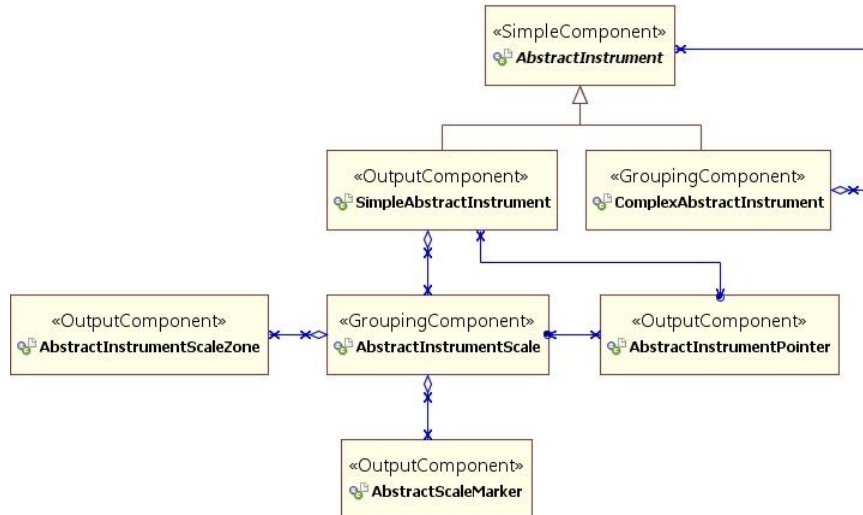 «SimpleComponent»
AbstractInstrument
«OutputComponent»
SimpleAbstractInstrument
«GroupingComponent»
ComplexAbstractInstrument
«OutputComponent»
AbstractInstrumentScaleZone
«GroupingComponent»
AbstractInstrumentScale
«OutputComponent»
AbstractInstrumentPointer
«OutputComponent»
AbstractScaleMarker